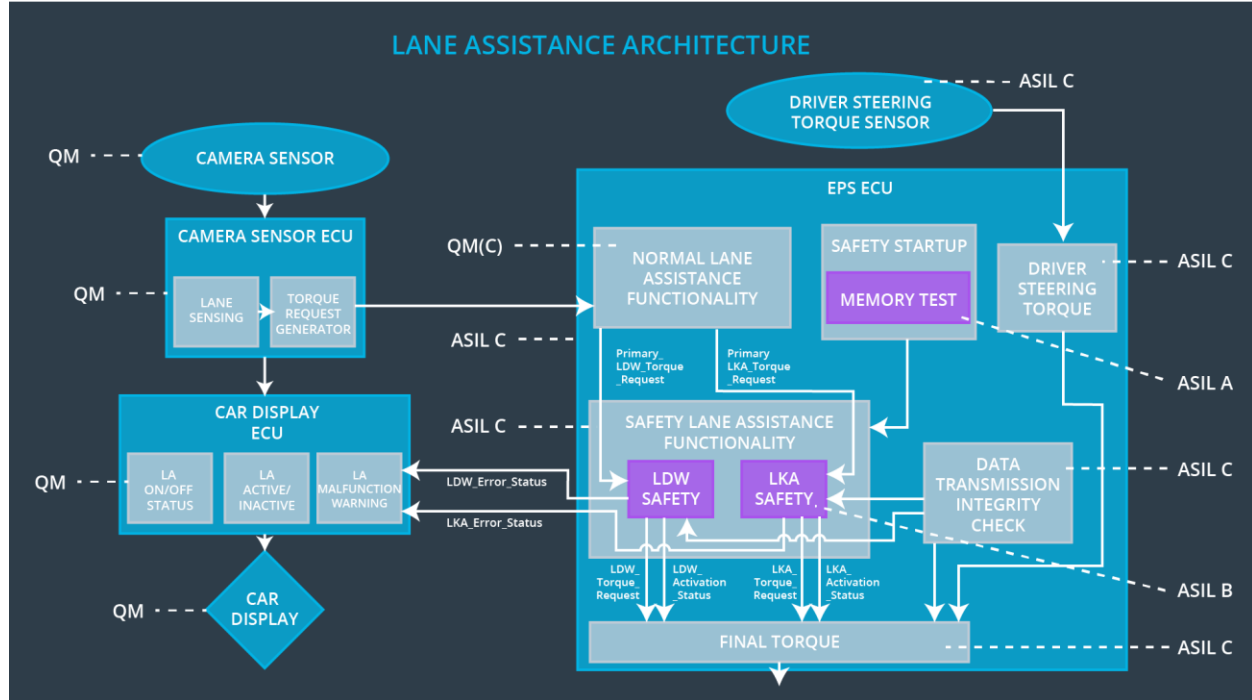 LANE ASSISTANCE ARCHITECTURE
ASIL C
DRIVER STEERING
TORQUE SENSOR
QM
CAMERA SENSOR
EPS ECU
CAMERA SENSOR ECU
QM
LANE
SENSING
TORQUE
REQUEST
GENERATOR
QM(C)
NORMAL LANE
ASSISTANCE
FUNCTIONALITY
SAFETY STARTUP
MEMORY TEST
DRIVER
STEERING
TORQUE
ASIL C
ASIL C
ASIL A
Primary_
LDW_Torque
_Request
Primary
LKA_Torque
_Request
CAR DISPLAY
ECU
QM
LA
ON/OFF
STATUS
LA
ACTIVE/
INACTIVE
LA
MALFUNCTION
WARNING
LDW_Error_Status
LKA_Error_Status
ASIL C
SAFETY LANE ASSISTANCE
FUNCTIONALITY
LDW
SAFETY
LKA
SAFETY
DATA
TRANSMISSION
INTEGRITY
CHECK
ASIL C
LDW_
Torque_
Request
LDW_
Activation
_Status
LKA_
Torque_
Request
LKA_
Activation
_Status
ASIL B
QM
CAR
DISPLAY
FINAL TORQUE
ASIL C